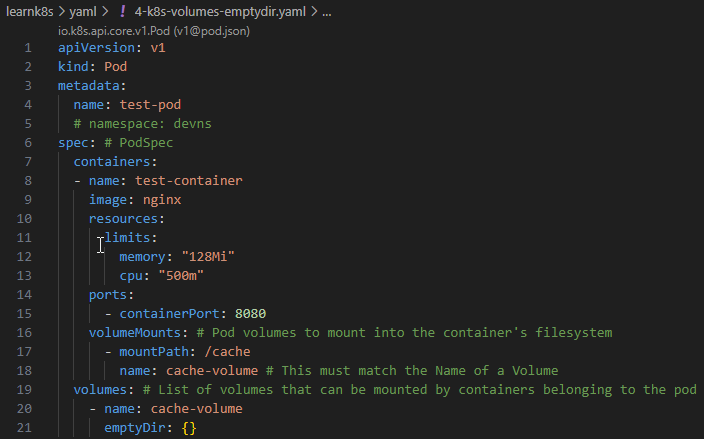 learnk8s > yaml > ! 4-k8s-volumes-emptydir.yaml > ...
io.k8s.api.core.v1.Pod (v1@pod.json)
1 apiVersion: v1
2 kind: Pod
3 metadata:
4   name: test-pod
5   # namespace: devns
6 spec: # PodSpec
7   containers:
8   - name: test-container
9     image: nginx
10     resources:
11       limits:
12         memory: "128Mi"
13         cpu: "500m"
14     ports:
15       - containerPort: 8080
16     volumeMounts: # Pod volumes to mount into the container's filesystem
17       - mountPath: /cache
18         name: cache-volume # This must match the Name of a Volume
19   volumes: # List of volumes that can be mounted by containers belonging to the pod
20     - name: cache-volume
21       emptyDir: {}